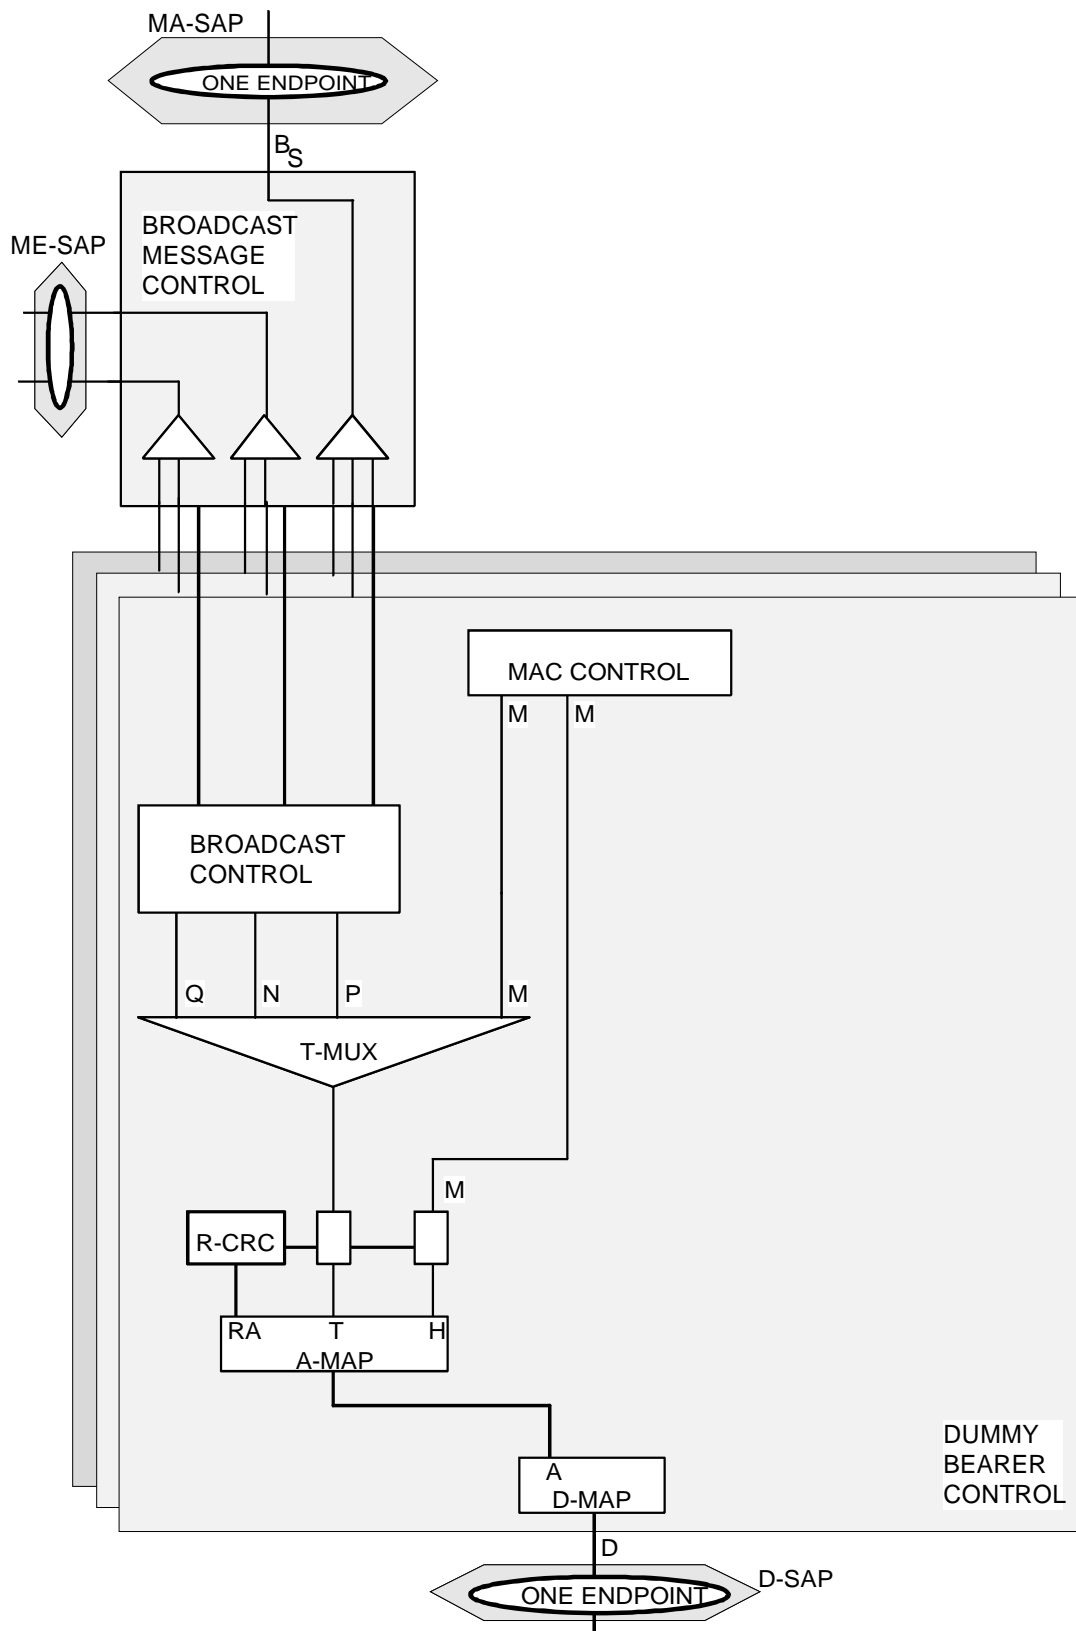 MA-SAP
ONE ENDPOINT
BS
BROADCAST
MESSAGE
CONTROL
ME-SAP
MAC CONTROL
M M
BROADCAST
CONTROL
Q N P M
T-MUX
M
R-CRC
RA T H
A-MAP
DUMMY
BEARER
CONTROL
A
D-MAP
D
D-SAP
ONE ENDPOINT